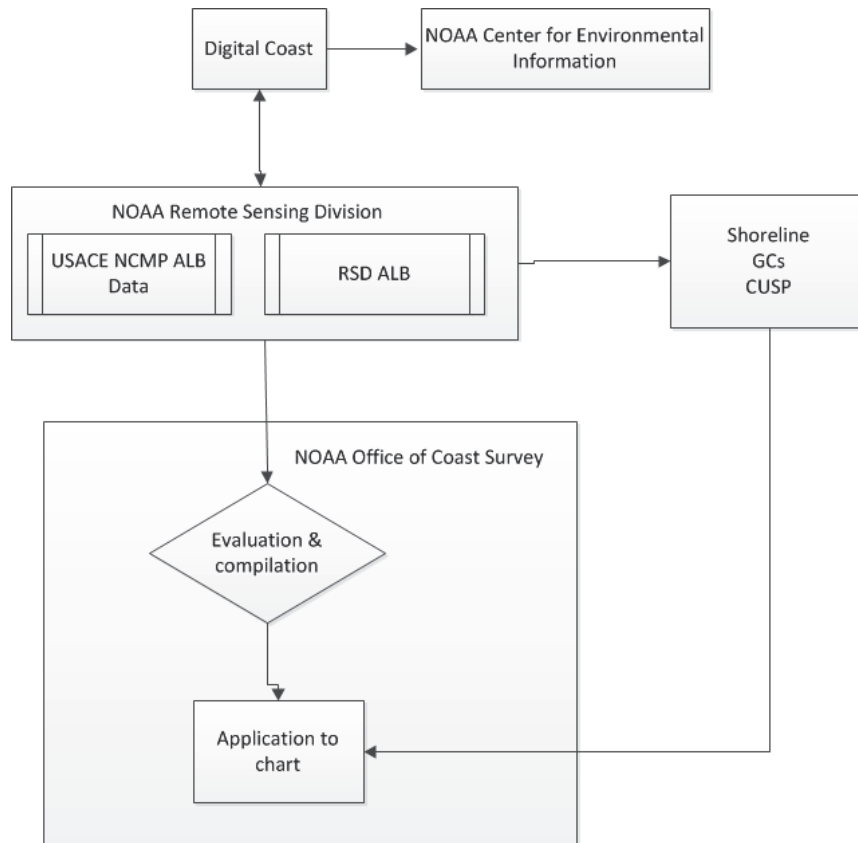 Digital Coast
NOAA Center for Environmental
Information
NOAA Remote Sensing Division
USACE NCMP ALB
Data
RSD ALB
Shoreline
GCs
CUSP
NOAA Office of Coast Survey
Evaluation &
compilation
Application to
chart